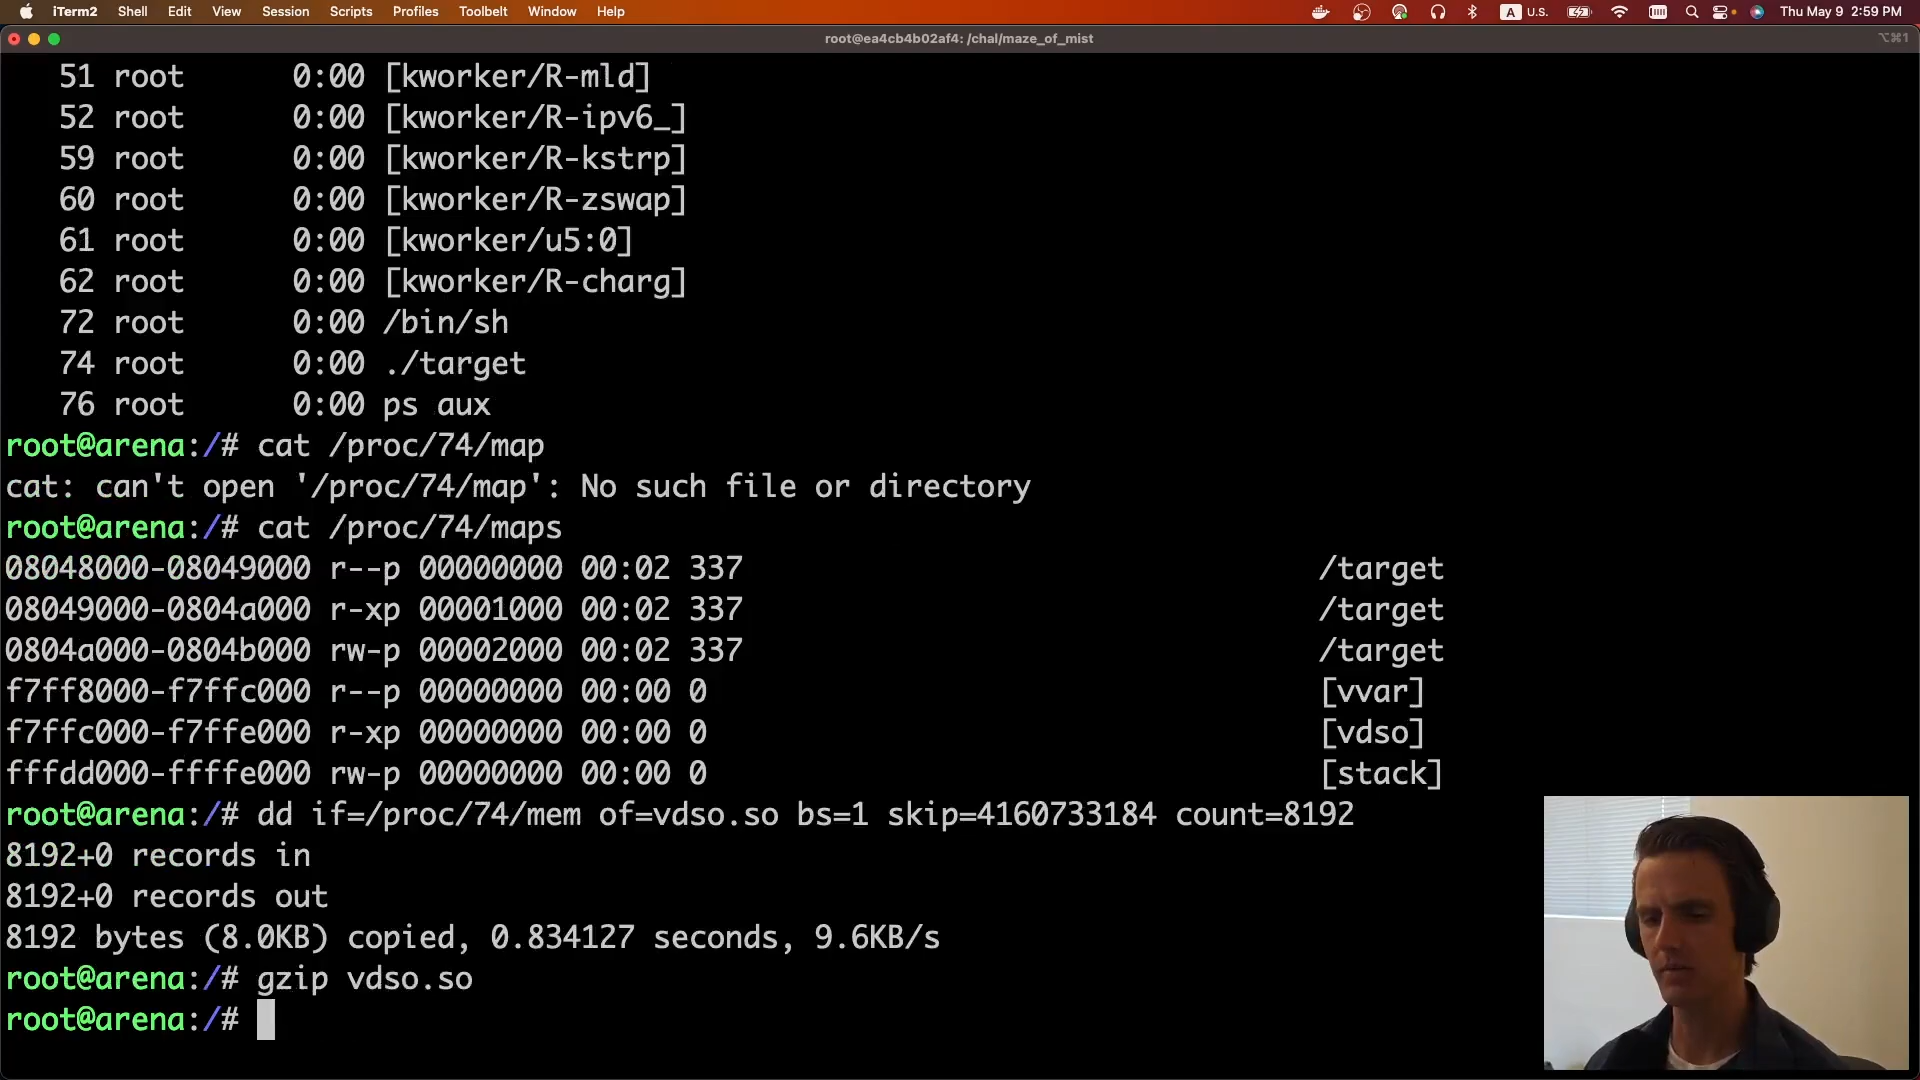 iTerm2 Shell Edit View Session Scripts Profiles Toolbelt Window Help A U.S. Thu May 9 2:59 PM
root@ea4cb4b02af4: /chal/maze_of_mist ⌥⌘1
51 root 0:00 [kworker/R-mld]
52 root 0:00 [kworker/R-ipv6_]
59 root 0:00 [kworker/R-kstrp]
60 root 0:00 [kworker/R-zswap]
61 root 0:00 [kworker/u5:0]
62 root 0:00 [kworker/R-charg]
72 root 0:00 /bin/sh
74 root 0:00 ./target
76 root 0:00 ps aux
root@arena:/# cat /proc/74/map
cat: can't open '/proc/74/map': No such file or directory
root@arena:/# cat /proc/74/maps
08048000-08049000 r--p 00000000 00:02 337 /target
08049000-0804a000 r-xp 00001000 00:02 337 /target
0804a000-0804b000 rw-p 00002000 00:02 337 /target
f7ff8000-f7ffc000 r--p 00000000 00:00 0 [vvar]
f7ffc000-f7ffe000 r-xp 00000000 00:00 0 [vdso]
fffdd000-ffffe000 rw-p 00000000 00:00 0 [stack]
root@arena:/# dd if=/proc/74/mem of=vdso.so bs=1 skip=4160733184 count=8192
8192+0 records in
8192+0 records out
8192 bytes (8.0KB) copied, 0.834127 seconds, 9.6KB/s
root@arena:/# gzip vdso.so
root@arena:/#